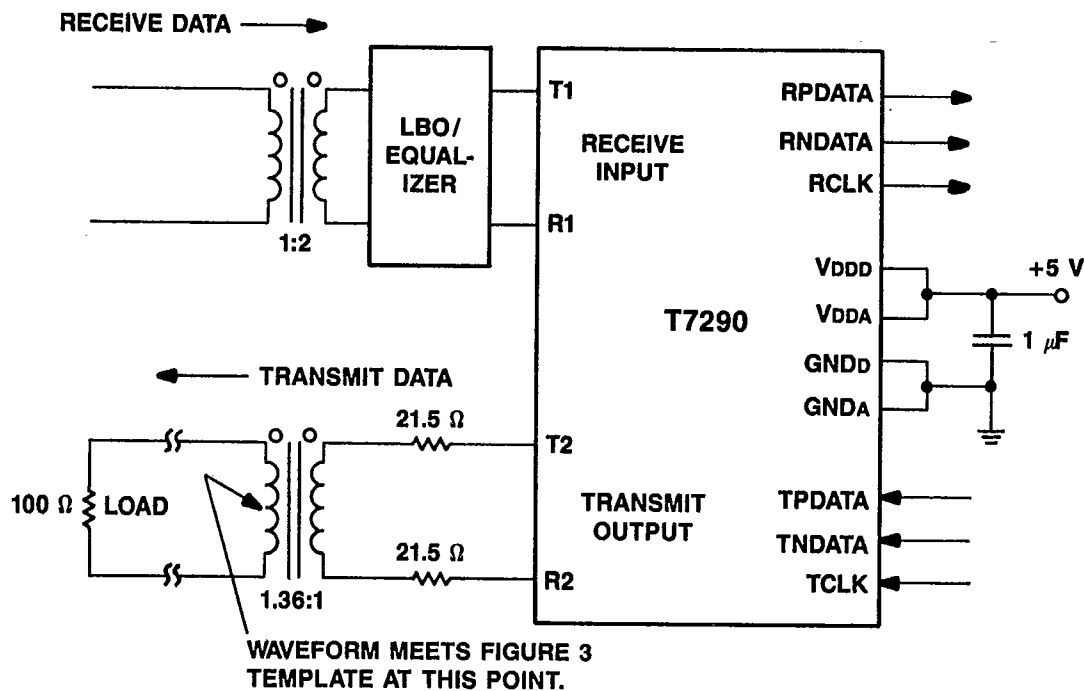 RECEIVE DATA
T1
LBO/
EQUAL-
IZER
RECEIVE
INPUT
R1
1:2
RPDATA
RNDATA
RCLK
VDDD
VDDA
GNDD
GNDA
+5 V
1 μF
T7290
TRANSMIT DATA
21.5 Ω
T2
100 Ω
LOAD
TRANSMIT
OUTPUT
21.5 Ω
R2
1.36:1
TPDATA
TNDATA
TCLK
WAVEFORM MEETS FIGURE 3
TEMPLATE AT THIS POINT.